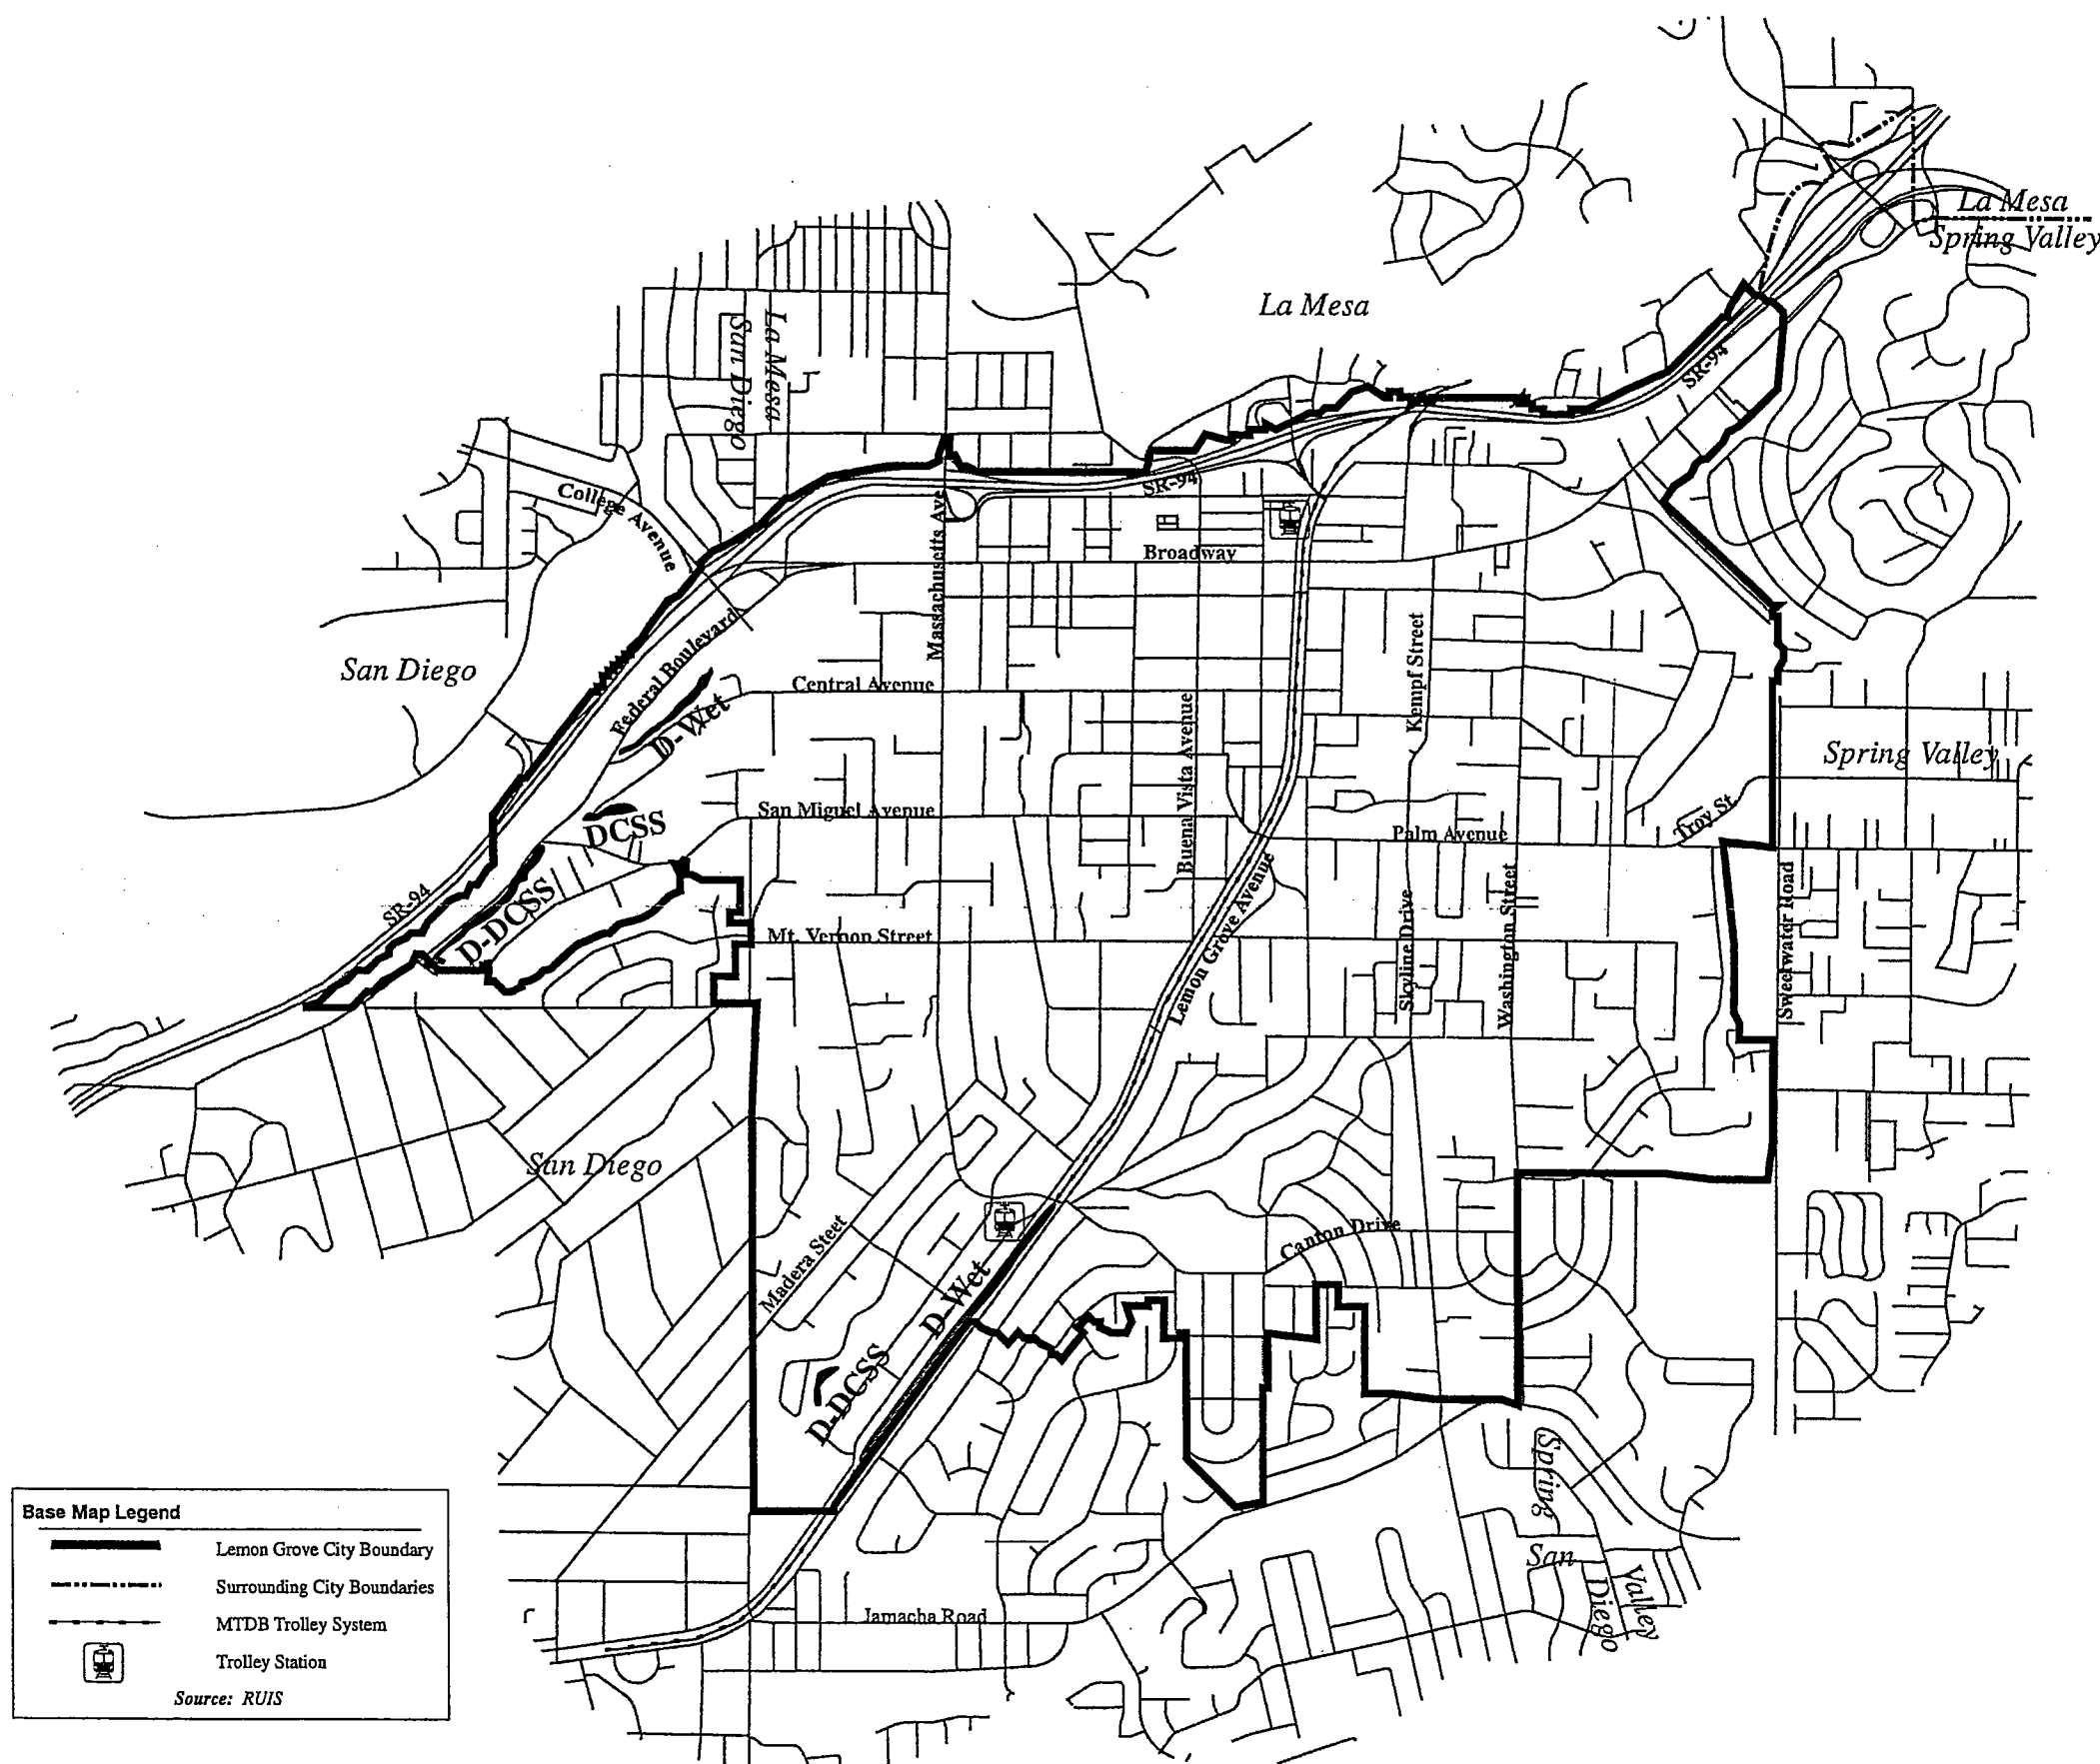 La Mesa
Spring Valley
La Mesa
La Mesa
San Diego
SR-94
College Avenue
SR-94
Massachusetts Ave
Broadway
Federal Boulevard
San Diego
Kempf Street
Central Avenue
D-Wet
Buena Vista Avenue
Spring Valley
San Miguel Avenue
DCSS
Palm Avenue
Troy St.
SR-94
D-DCSS
Lemon Grove Avenue
Skyline Drive
Washington Street
Sweetwater Road
Mt. Vernon Street
San Diego
Madera Steet
Canton Drive
D-Wet
D-DCSS
Spring
Valley
San
Diego
Jamacha Road
Base Map Legend
Lemon Grove City Boundary
Surrounding City Boundaries
MTDB Trolley System
Trolley Station
Source: RUIS